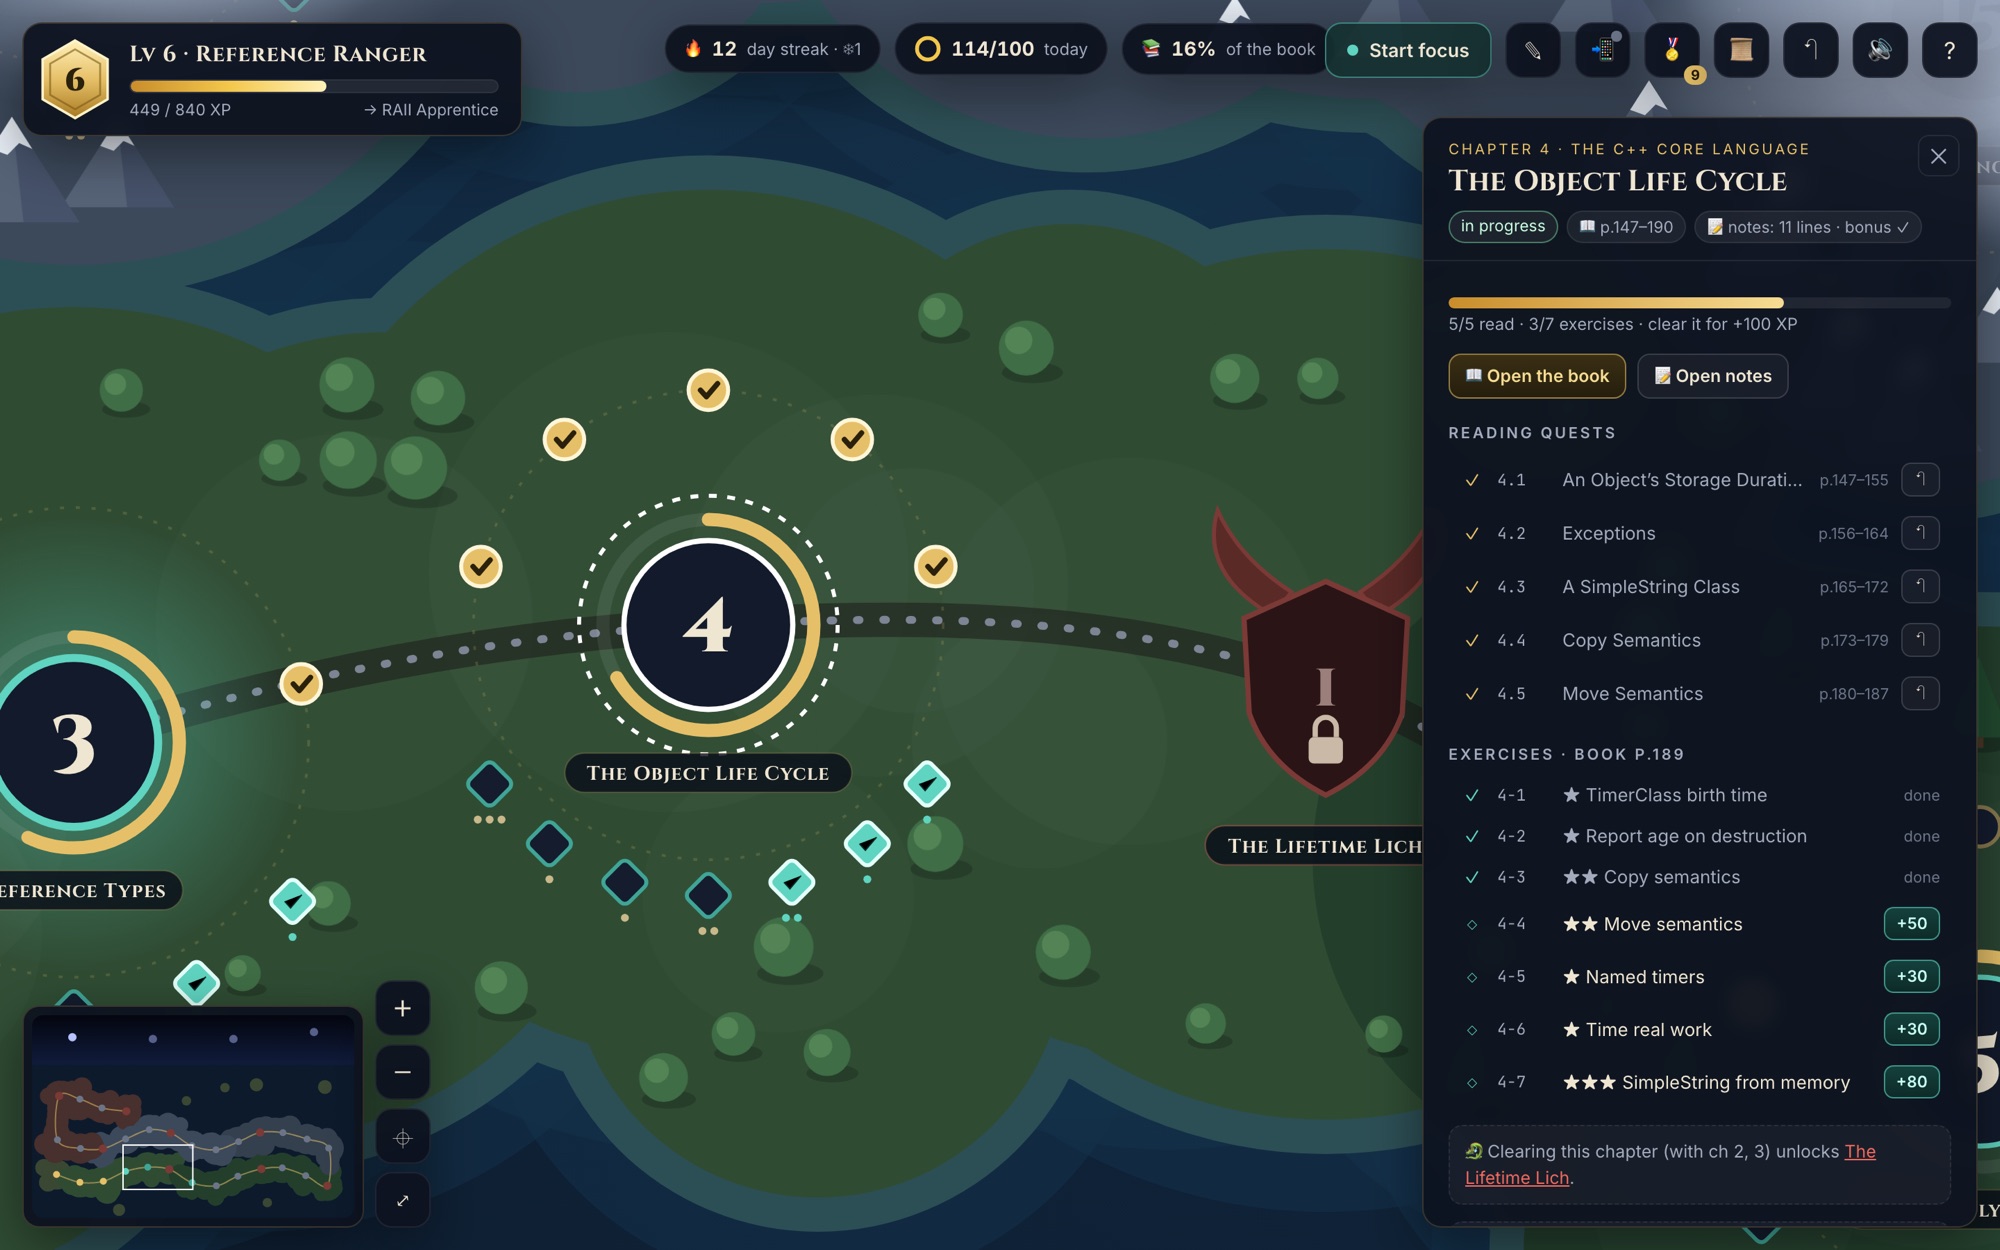 6
Lv 6 · Reference Ranger
449 / 840 XP → RAII Apprentice
12 day streak · ❄1
114/100 today
16% of the book
Start focus
9
?
CHAPTER 4 · THE C++ CORE LANGUAGE
The Object Life Cycle
in progress
p.147–190
notes: 11 lines · bonus ✓
5/5 read · 3/7 exercises · clear it for +100 XP
Open the book
Open notes
READING QUESTS
✓ 4.1 An Object's Storage Durati… p.147–155
✓ 4.2 Exceptions p.156–164
✓ 4.3 A SimpleString Class p.165–172
✓ 4.4 Copy Semantics p.173–179
✓ 4.5 Move Semantics p.180–187
EXERCISES · BOOK P.189
✓ 4-1 ★ TimerClass birth time done
✓ 4-2 ★ Report age on destruction done
✓ 4-3 ★★ Copy semantics done
◇ 4-4 ★★ Move semantics +50
◇ 4-5 ★ Named timers +30
◇ 4-6 ★ Time real work +30
◇ 4-7 ★★★ SimpleString from memory +80
Clearing this chapter (with ch 2, 3) unlocks The
Lifetime Lich.
4
The Object Life Cycle
3
eference Types
I
The Lifetime Lich
5
LY
+
−